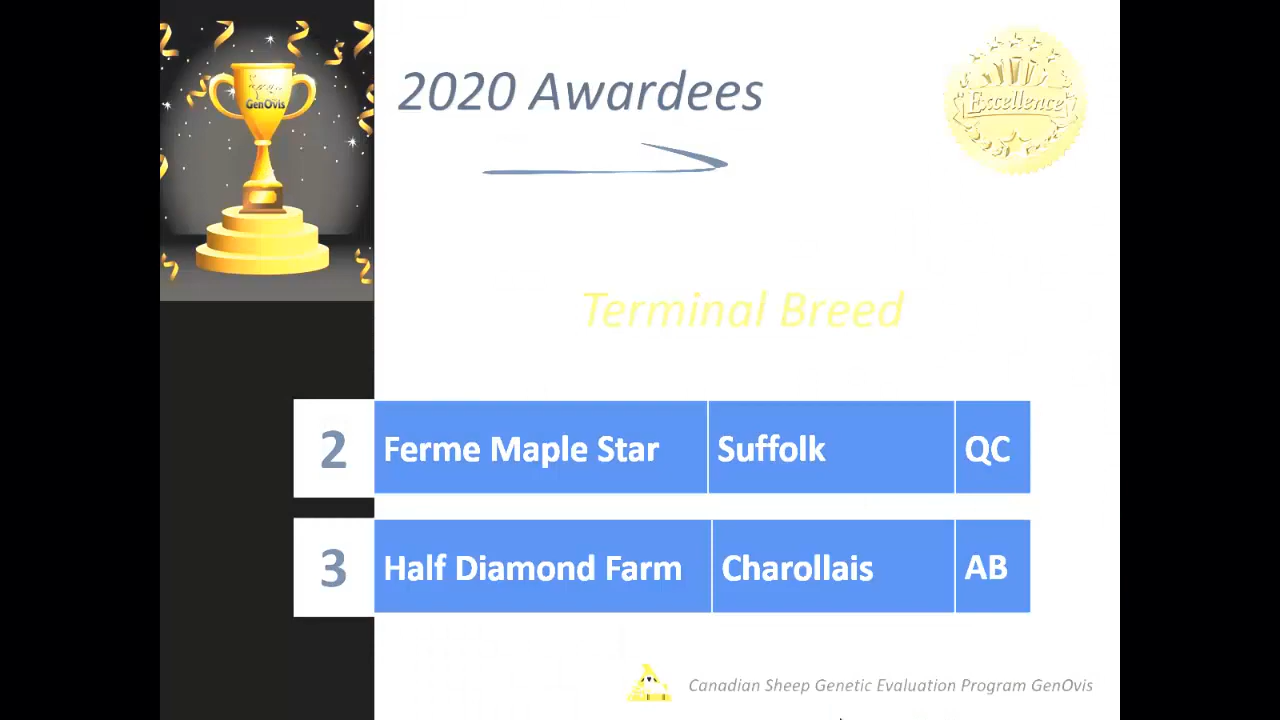 GenOvis
2020 Awardees
Excellence
Terminal Breed
2 Ferme Maple Star Suffolk QC
3 Half Diamond Farm Charollais AB
Canadian Sheep Genetic Evaluation Program GenOvis